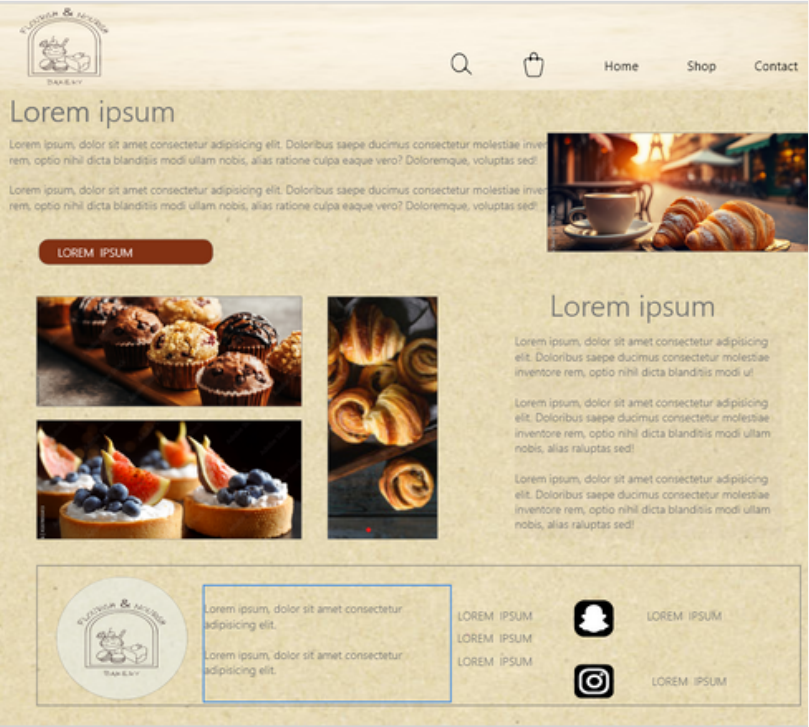 FLOURISH & NOURISH
BAKERY
Home Shop Contact
Lorem ipsum
Lorem ipsum, dolor sit amet consectetur adipisicing elit. Doloribus saepe ducimus consectetur molestiae inver
rem, optio nihil dicta blanditiis modi ullam nobis, alias ratione culpa eaque vero? Doloremque, voluptas sed!
Lorem ipsum, dolor sit amet consectetur adipisicing elit. Doloribus saepe ducimus consectetur molestiae inver
rem, optio nihil dicta blanditiis modi ullam nobis, alias ratione culpa eaque vero? Doloremque, voluptas sed!
LOREM IPSUM
Lorem ipsum
Lorem ipsum, dolor sit amet consectetur adipisicing
elit. Doloribus saepe ducimus consectetur molestiae
inventore rem, optio nihil dicta blanditiis modi u!
Lorem ipsum, dolor sit amet consectetur adipisicing
elit. Doloribus saepe ducimus consectetur molestiae
inventore rem, optio nihil dicta blanditiis modi ullam
nobis, alias raluptas sed!
Lorem ipsum, dolor sit amet consectetur adipisicing
elit. Doloribus saepe ducimus consectetur molestiae
inventore rem, optio nihil dicta blanditiis modi ullam
nobis, alias raluptas sed!
FLOURISH & NOURISH
BAKERY
Lorem ipsum, dolor sit amet consectetur
adipisicing elit.
Lorem ipsum, dolor sit amet consectetur
adipisicing elit.
LOREM IPSUM
LOREM IPSUM
LOREM IPSUM
LOREM IPSUM
LOREM IPSUM